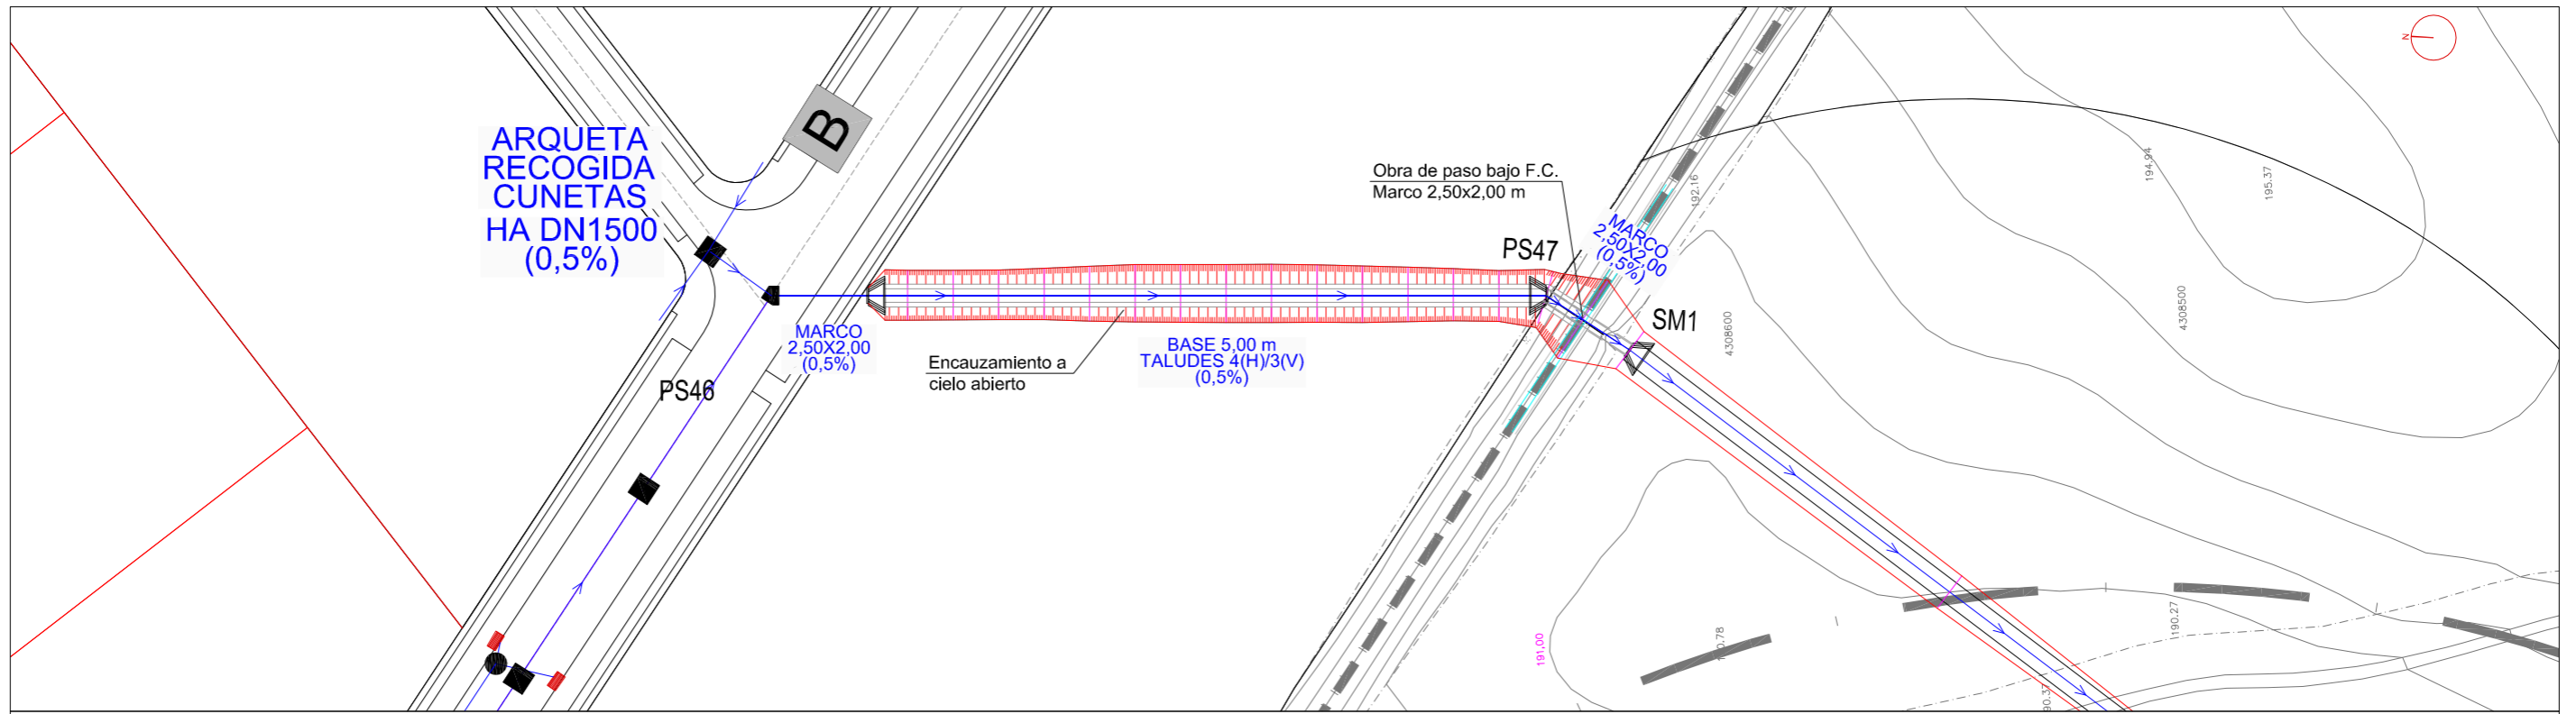 ARQUETA
RECOGIDA
CUNETAS
HA DN1500
(0,5%)
B
N
PS46
MARCO
2,50X2,00
(0,5%)
Encauzamiento a
cielo abierto
BASE 5,00 m
TALUDES 4(H)/3(V)
(0,5%)
Obra de paso bajo F.C.
Marco 2,50x2,00 m
PS47
MARCO
2,50X2,00
(0,5%)
SM1
192.16
194.94
195.37
4308600
4308500
191,00
190.27